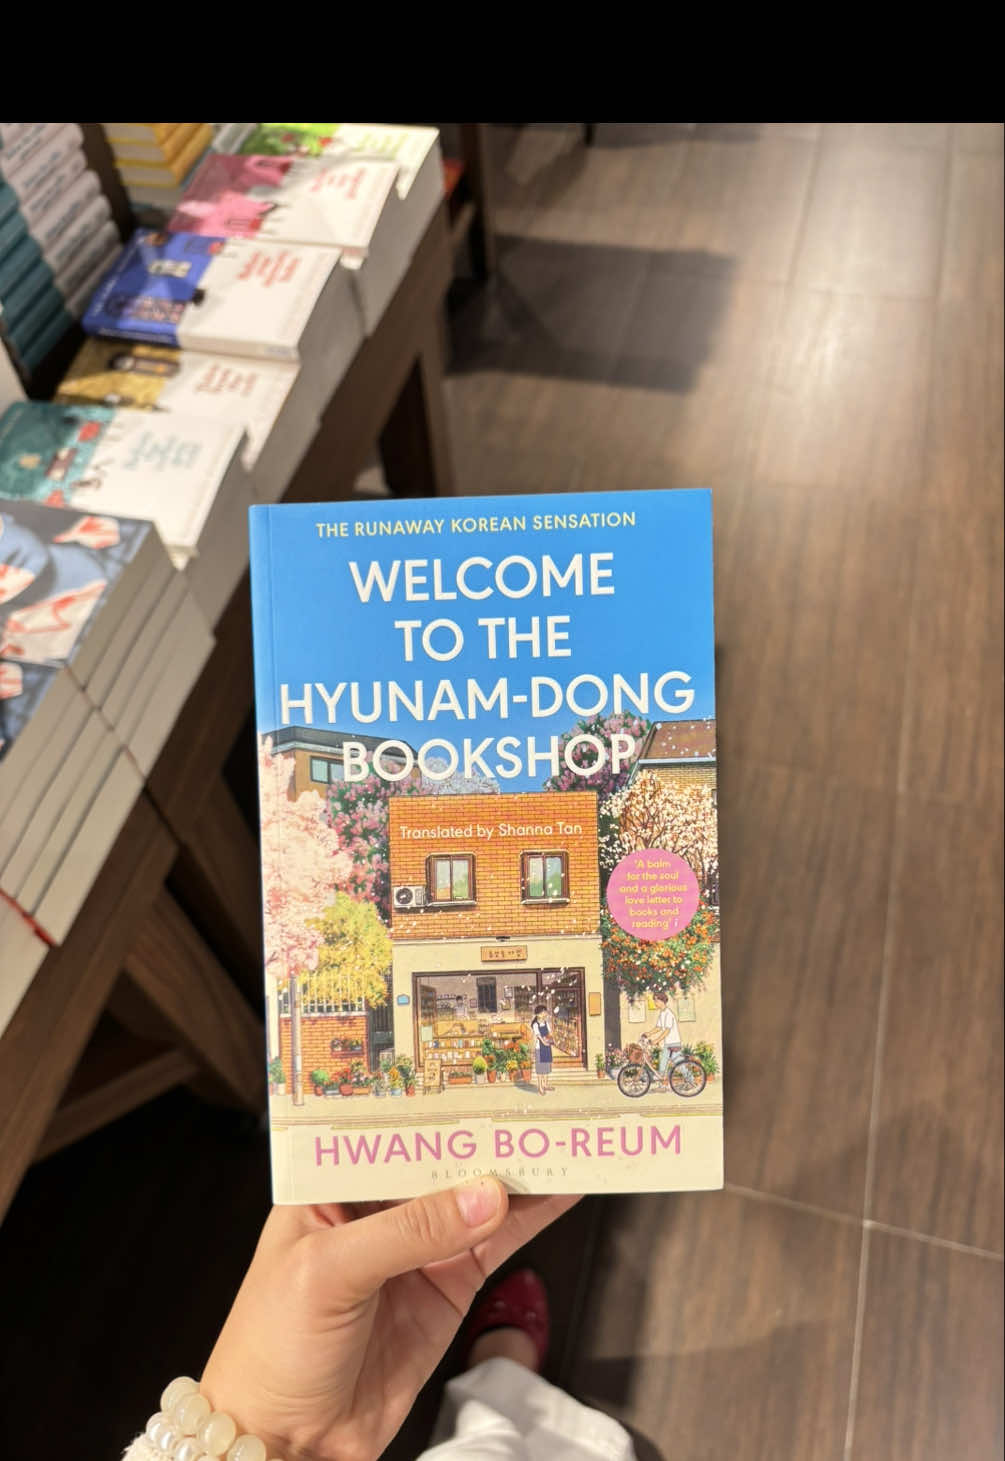 THE RUNAWAY KOREAN SENSATION
WELCOME
TO THE
HYUNAM-DONG
BOOKSHOP
Translated by Shanna Tan
'A balm
for the soul
and a glorious
love letter to
books and
reading' i
HWANG BO-REUM
BLOOMSBURY